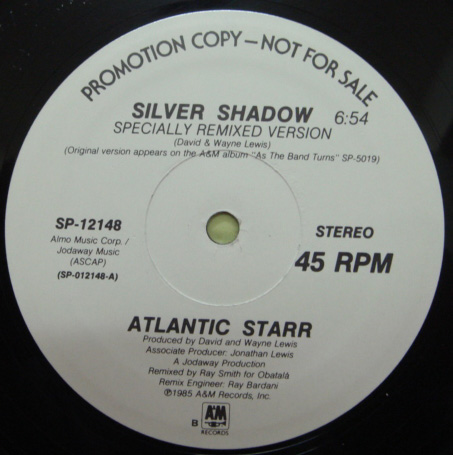 PROMOTION COPY — NOT FOR SALE
SILVER SHADOW 6:54
SPECIALLY REMIXED VERSION
(David & Wayne Lewis)
(Original version appears on the A&M album "As The Band Turns" SP-5019)
SP-12148
Almo Music Corp. /
Jodaway Music
(ASCAP)
(SP-012148-A)
STEREO
45 RPM
ATLANTIC STARR
Produced by David and Wayne Lewis
Associate Producer: Jonathan Lewis
A Jodaway Production
Remixed by Ray Smith for Obatalà
Remix Engineer: Ray Bardani
℗1985 A&M Records, Inc.
B
A&M
RECORDS